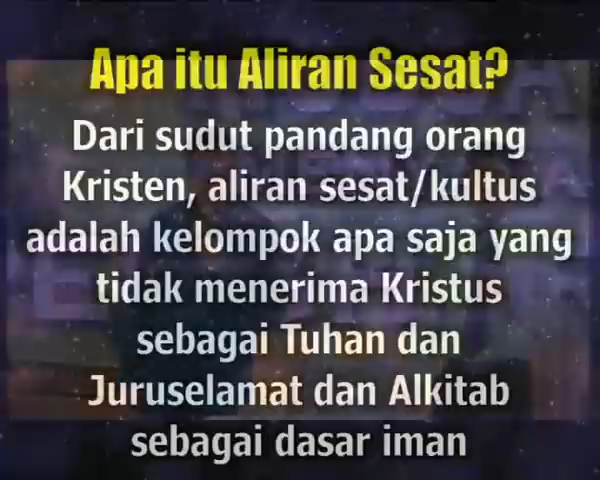 Apa itu Aliran Sesat?
Dari sudut pandang orang
Kristen, aliran sesat/kultus
adalah kelompok apa saja yang
tidak menerima Kristus
sebagai Tuhan dan
Juruselamat dan Alkitab
sebagai dasar iman